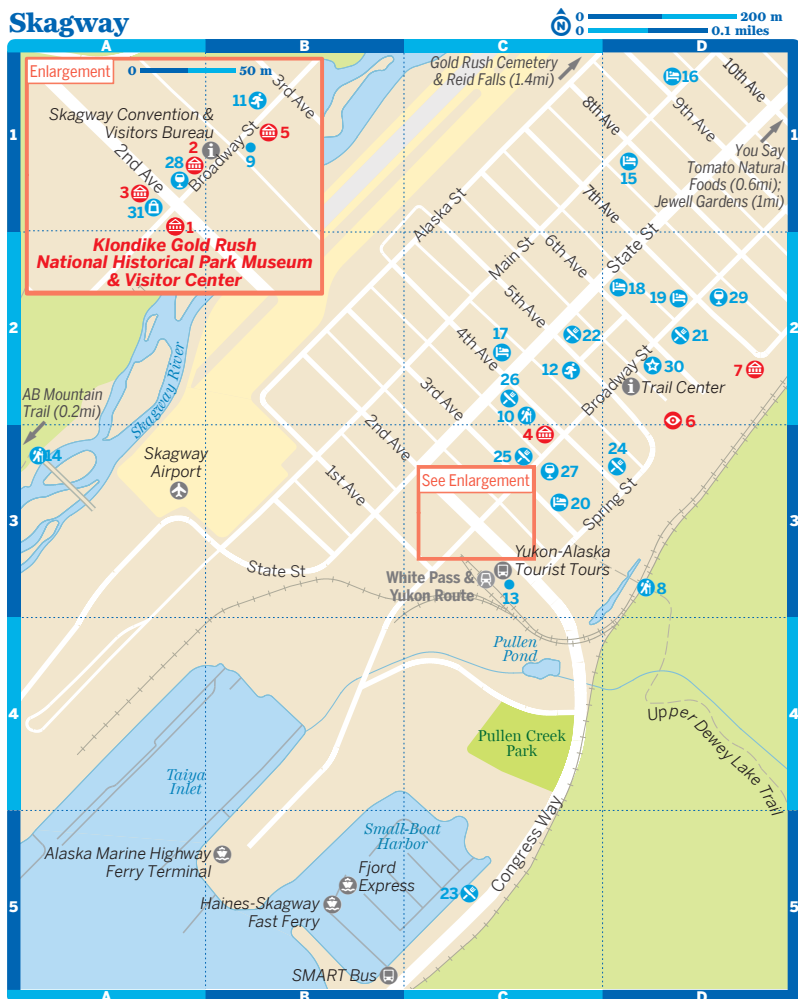 Skagway
N
0 200 m
0 0.1 miles
A B C D
Enlargement
0 50 m
3rd Ave
11
Skagway Convention &
Visitors Bureau
5
2
9
Broadway St
28
2nd Ave
3
31
1
Klondike Gold Rush
National Historical Park Museum
& Visitor Center
Gold Rush Cemetery
& Reid Falls (1.4mi)
16
10th Ave
9th Ave
8th Ave
1
1
You Say
Tomato Natural
Foods (0.6mi);
Jewell Gardens (1mi)
15
7th Ave
Alaska St
State St
Main St
6th Ave
18
19
29
5th Ave
2
2
17
22
21
4th Ave
12
Broadway St
30
7
26
Trail Center
3rd Ave
10
6
AB Mountain
Trail (0.2mi)
Skagway River
2nd Ave
4
14
25
24
Skagway
Airport
27
See Enlargement
1st Ave
20
Spring St
3
3
State St
Yukon-Alaska
Tourist Tours
White Pass &
Yukon Route
13
8
Pullen
Pond
4
4
Upper Dewey Lake Trail
Pullen Creek
Park
Taiya
Inlet
Small-Boat
Harbor
Congress Way
Alaska Marine Highway
Ferry Terminal
Fjord
Express
23
Haines-Skagway
Fast Ferry
5
5
SMART Bus
A B C D